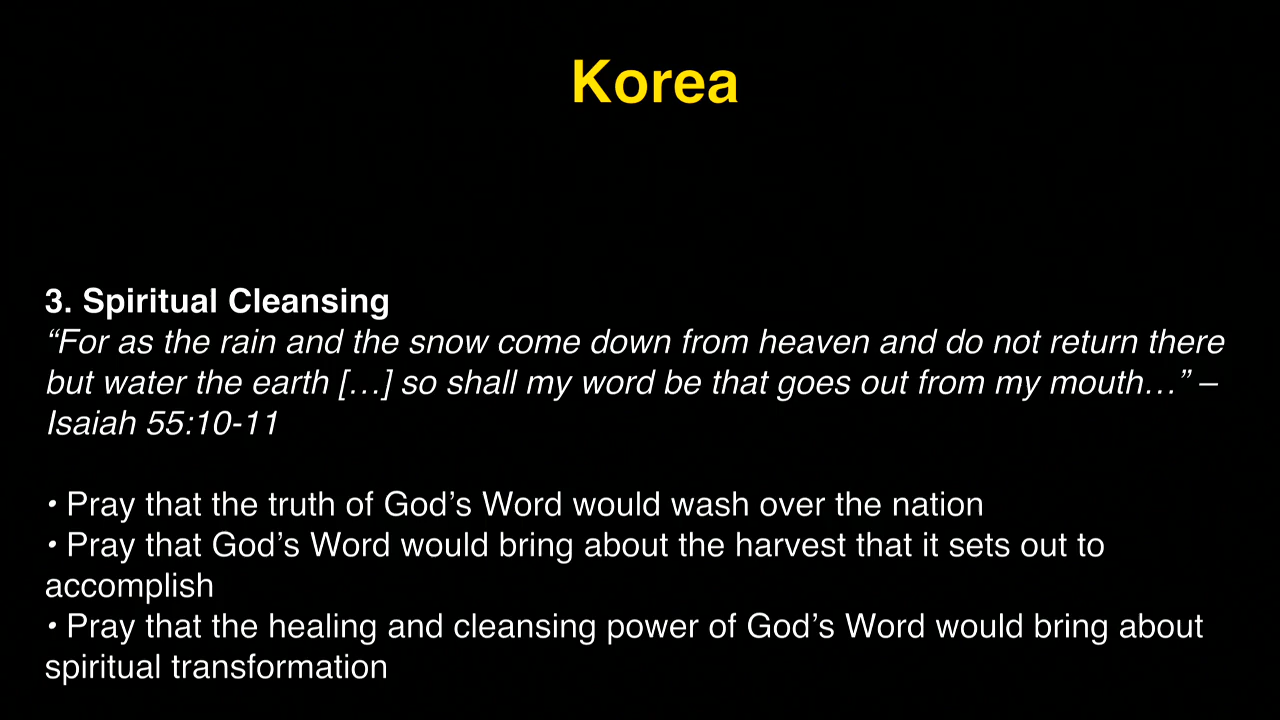 Korea
3. Spiritual Cleansing
“For as the rain and the snow come down from heaven and do not return there
but water the earth […] so shall my word be that goes out from my mouth…” –
Isaiah 55:10-11
• Pray that the truth of God’s Word would wash over the nation
• Pray that God’s Word would bring about the harvest that it sets out to
accomplish
• Pray that the healing and cleansing power of God’s Word would bring about
spiritual transformation